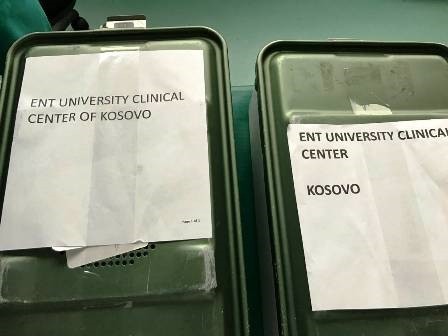 ENT UNIVERSITY CLINICAL
CENTER OF KOSOVO
ENT UNIVERSITY CLINICAL
CENTER
KOSOVO